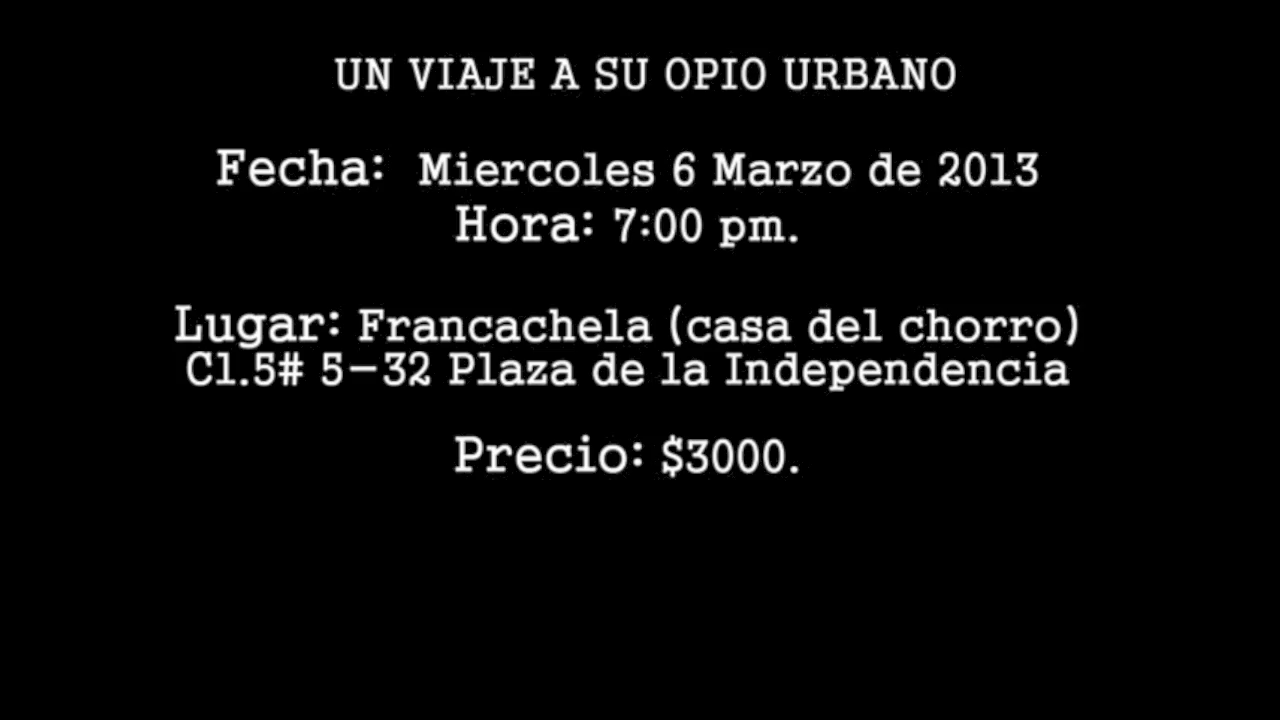 UN VIAJE A SU OPIO URBANO
Fecha: Miercoles 6 Marzo de 2013
Hora: 7:00 pm.
Lugar: Francachela (casa del chorro)
Cl.5# 5-32 Plaza de la Independencia
Precio: $3000.